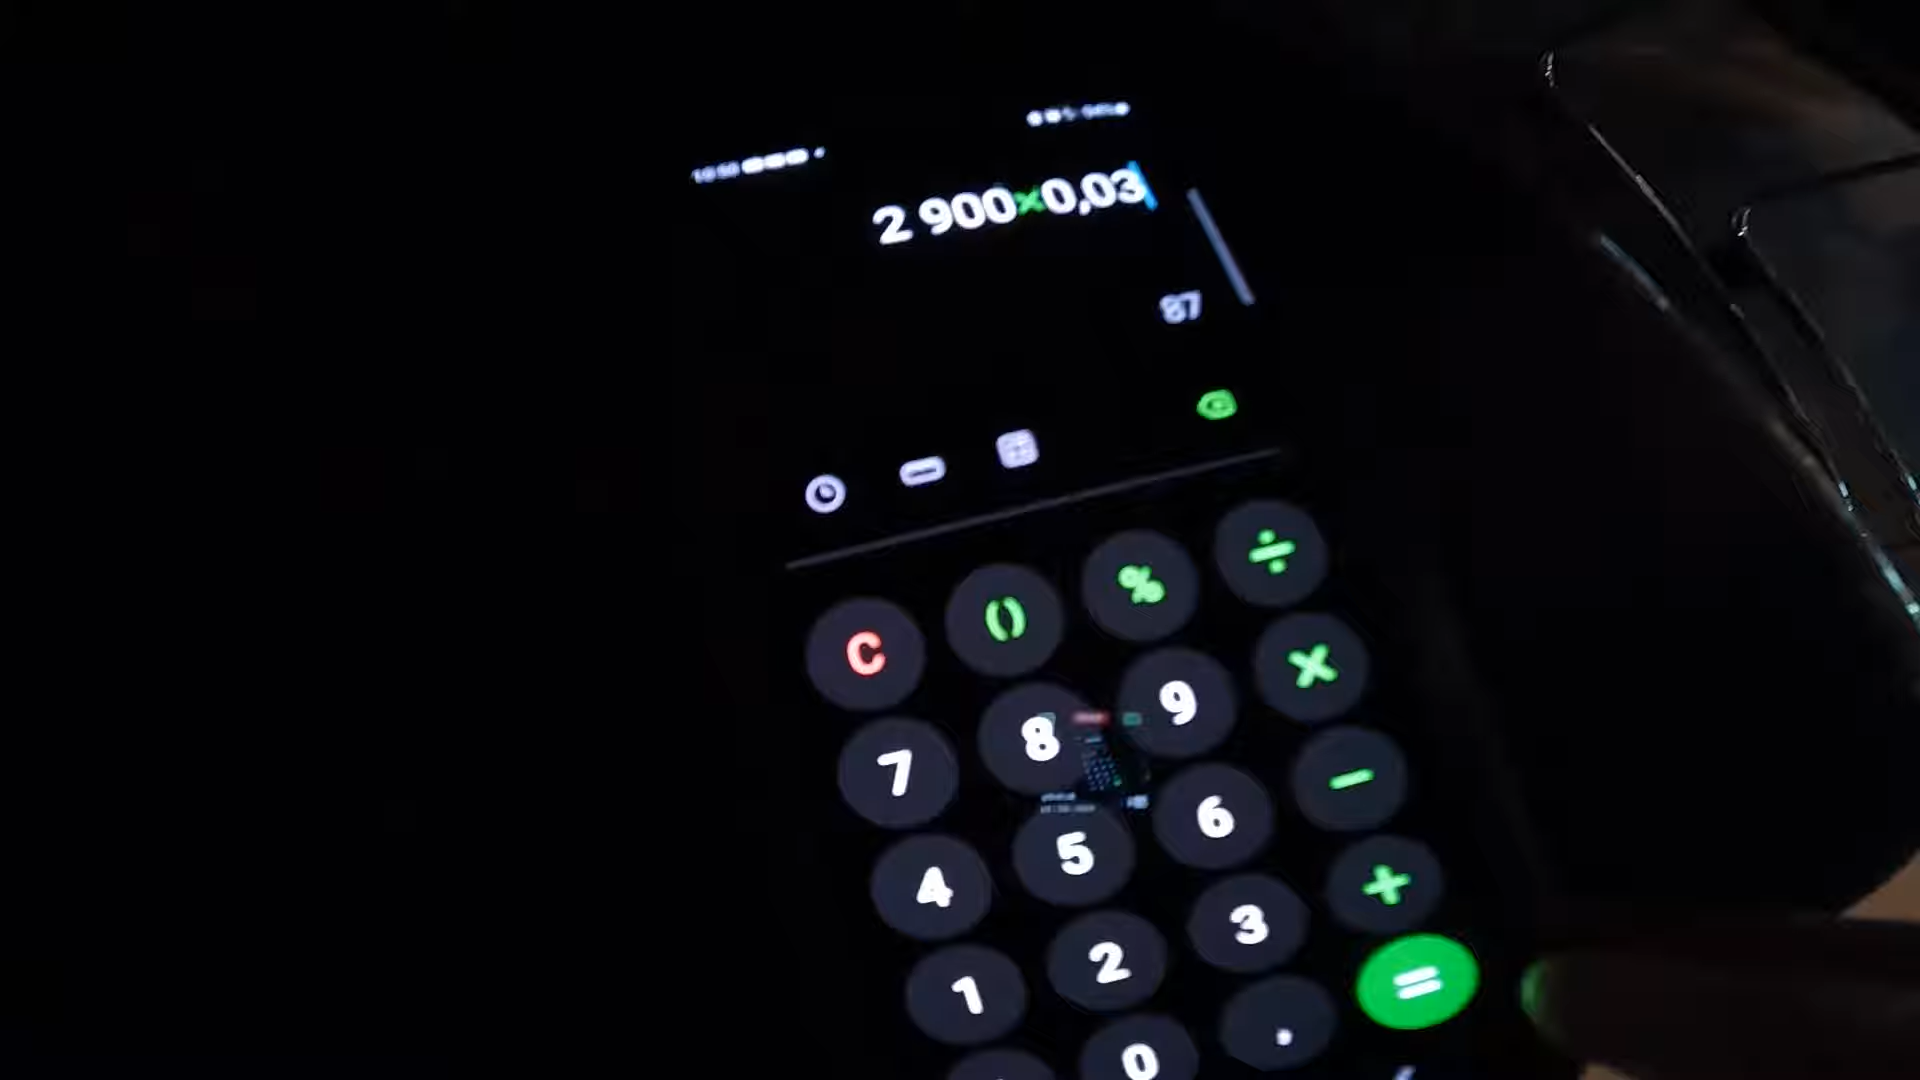 2 900×0,03
87
C () % ÷
7 8 9 ×
4 5 6 −
1 2 3 +
0 . =